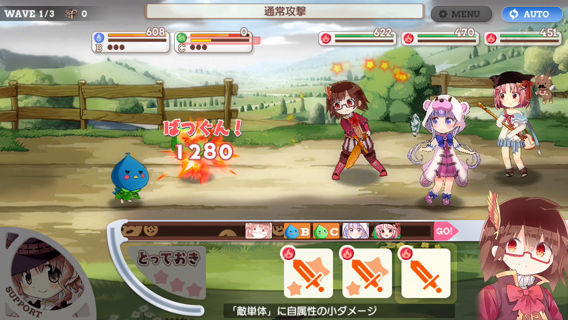 WAVE 1/3
0
通常攻撃
MENU
AUTO
608
B
0
C
622
470
451
ばつぐん!
1280
B
C
GO!
とっておき
SUPPORT
「敵単体」に自属性の小ダメージ